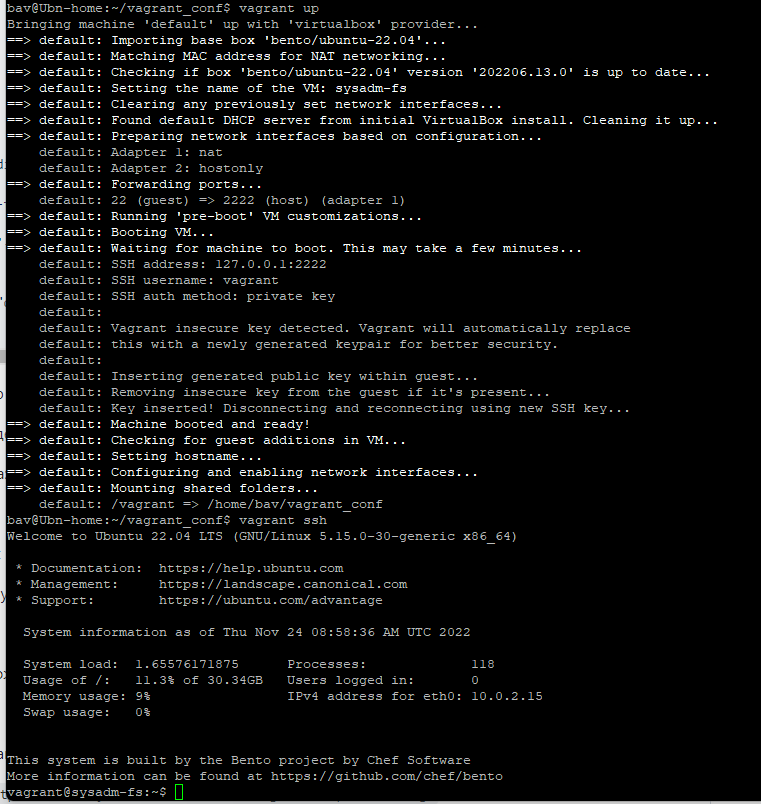 bav@Ubn-home:~/vagrant_conf$ vagrant up
Bringing machine 'default' up with 'virtualbox' provider...
==> default: Importing base box 'bento/ubuntu-22.04'...
==> default: Matching MAC address for NAT networking...
==> default: Checking if box 'bento/ubuntu-22.04' version '202206.13.0' is up to date...
==> default: Setting the name of the VM: sysadm-fs
==> default: Clearing any previously set network interfaces...
==> default: Found default DHCP server from initial VirtualBox install. Cleaning it up...
==> default: Preparing network interfaces based on configuration...
    default: Adapter 1: nat
    default: Adapter 2: hostonly
==> default: Forwarding ports...
    default: 22 (guest) => 2222 (host) (adapter 1)
==> default: Running 'pre-boot' VM customizations...
==> default: Booting VM...
==> default: Waiting for machine to boot. This may take a few minutes...
    default: SSH address: 127.0.0.1:2222
    default: SSH username: vagrant
    default: SSH auth method: private key
    default:
    default: Vagrant insecure key detected. Vagrant will automatically replace
    default: this with a newly generated keypair for better security.
    default:
    default: Inserting generated public key within guest...
    default: Removing insecure key from the guest if it's present...
    default: Key inserted! Disconnecting and reconnecting using new SSH key...
==> default: Machine booted and ready!
==> default: Checking for guest additions in VM...
==> default: Setting hostname...
==> default: Configuring and enabling network interfaces...
==> default: Mounting shared folders...
    default: /vagrant => /home/bav/vagrant_conf
bav@Ubn-home:~/vagrant_conf$ vagrant ssh
Welcome to Ubuntu 22.04 LTS (GNU/Linux 5.15.0-30-generic x86_64)
 * Documentation:  https://help.ubuntu.com
 * Management:     https://landscape.canonical.com
 * Support:        https://ubuntu.com/advantage
  System information as of Thu Nov 24 08:58:36 AM UTC 2022
  System load:  1.65576171875      Processes:             118
  Usage of /:   11.3% of 30.34GB   Users logged in:       0
  Memory usage: 9%                 IPv4 address for eth0: 10.0.2.15
  Swap usage:   0%
This system is built by the Bento project by Chef Software
More information can be found at https://github.com/chef/bento
vagrant@sysadm-fs:~$